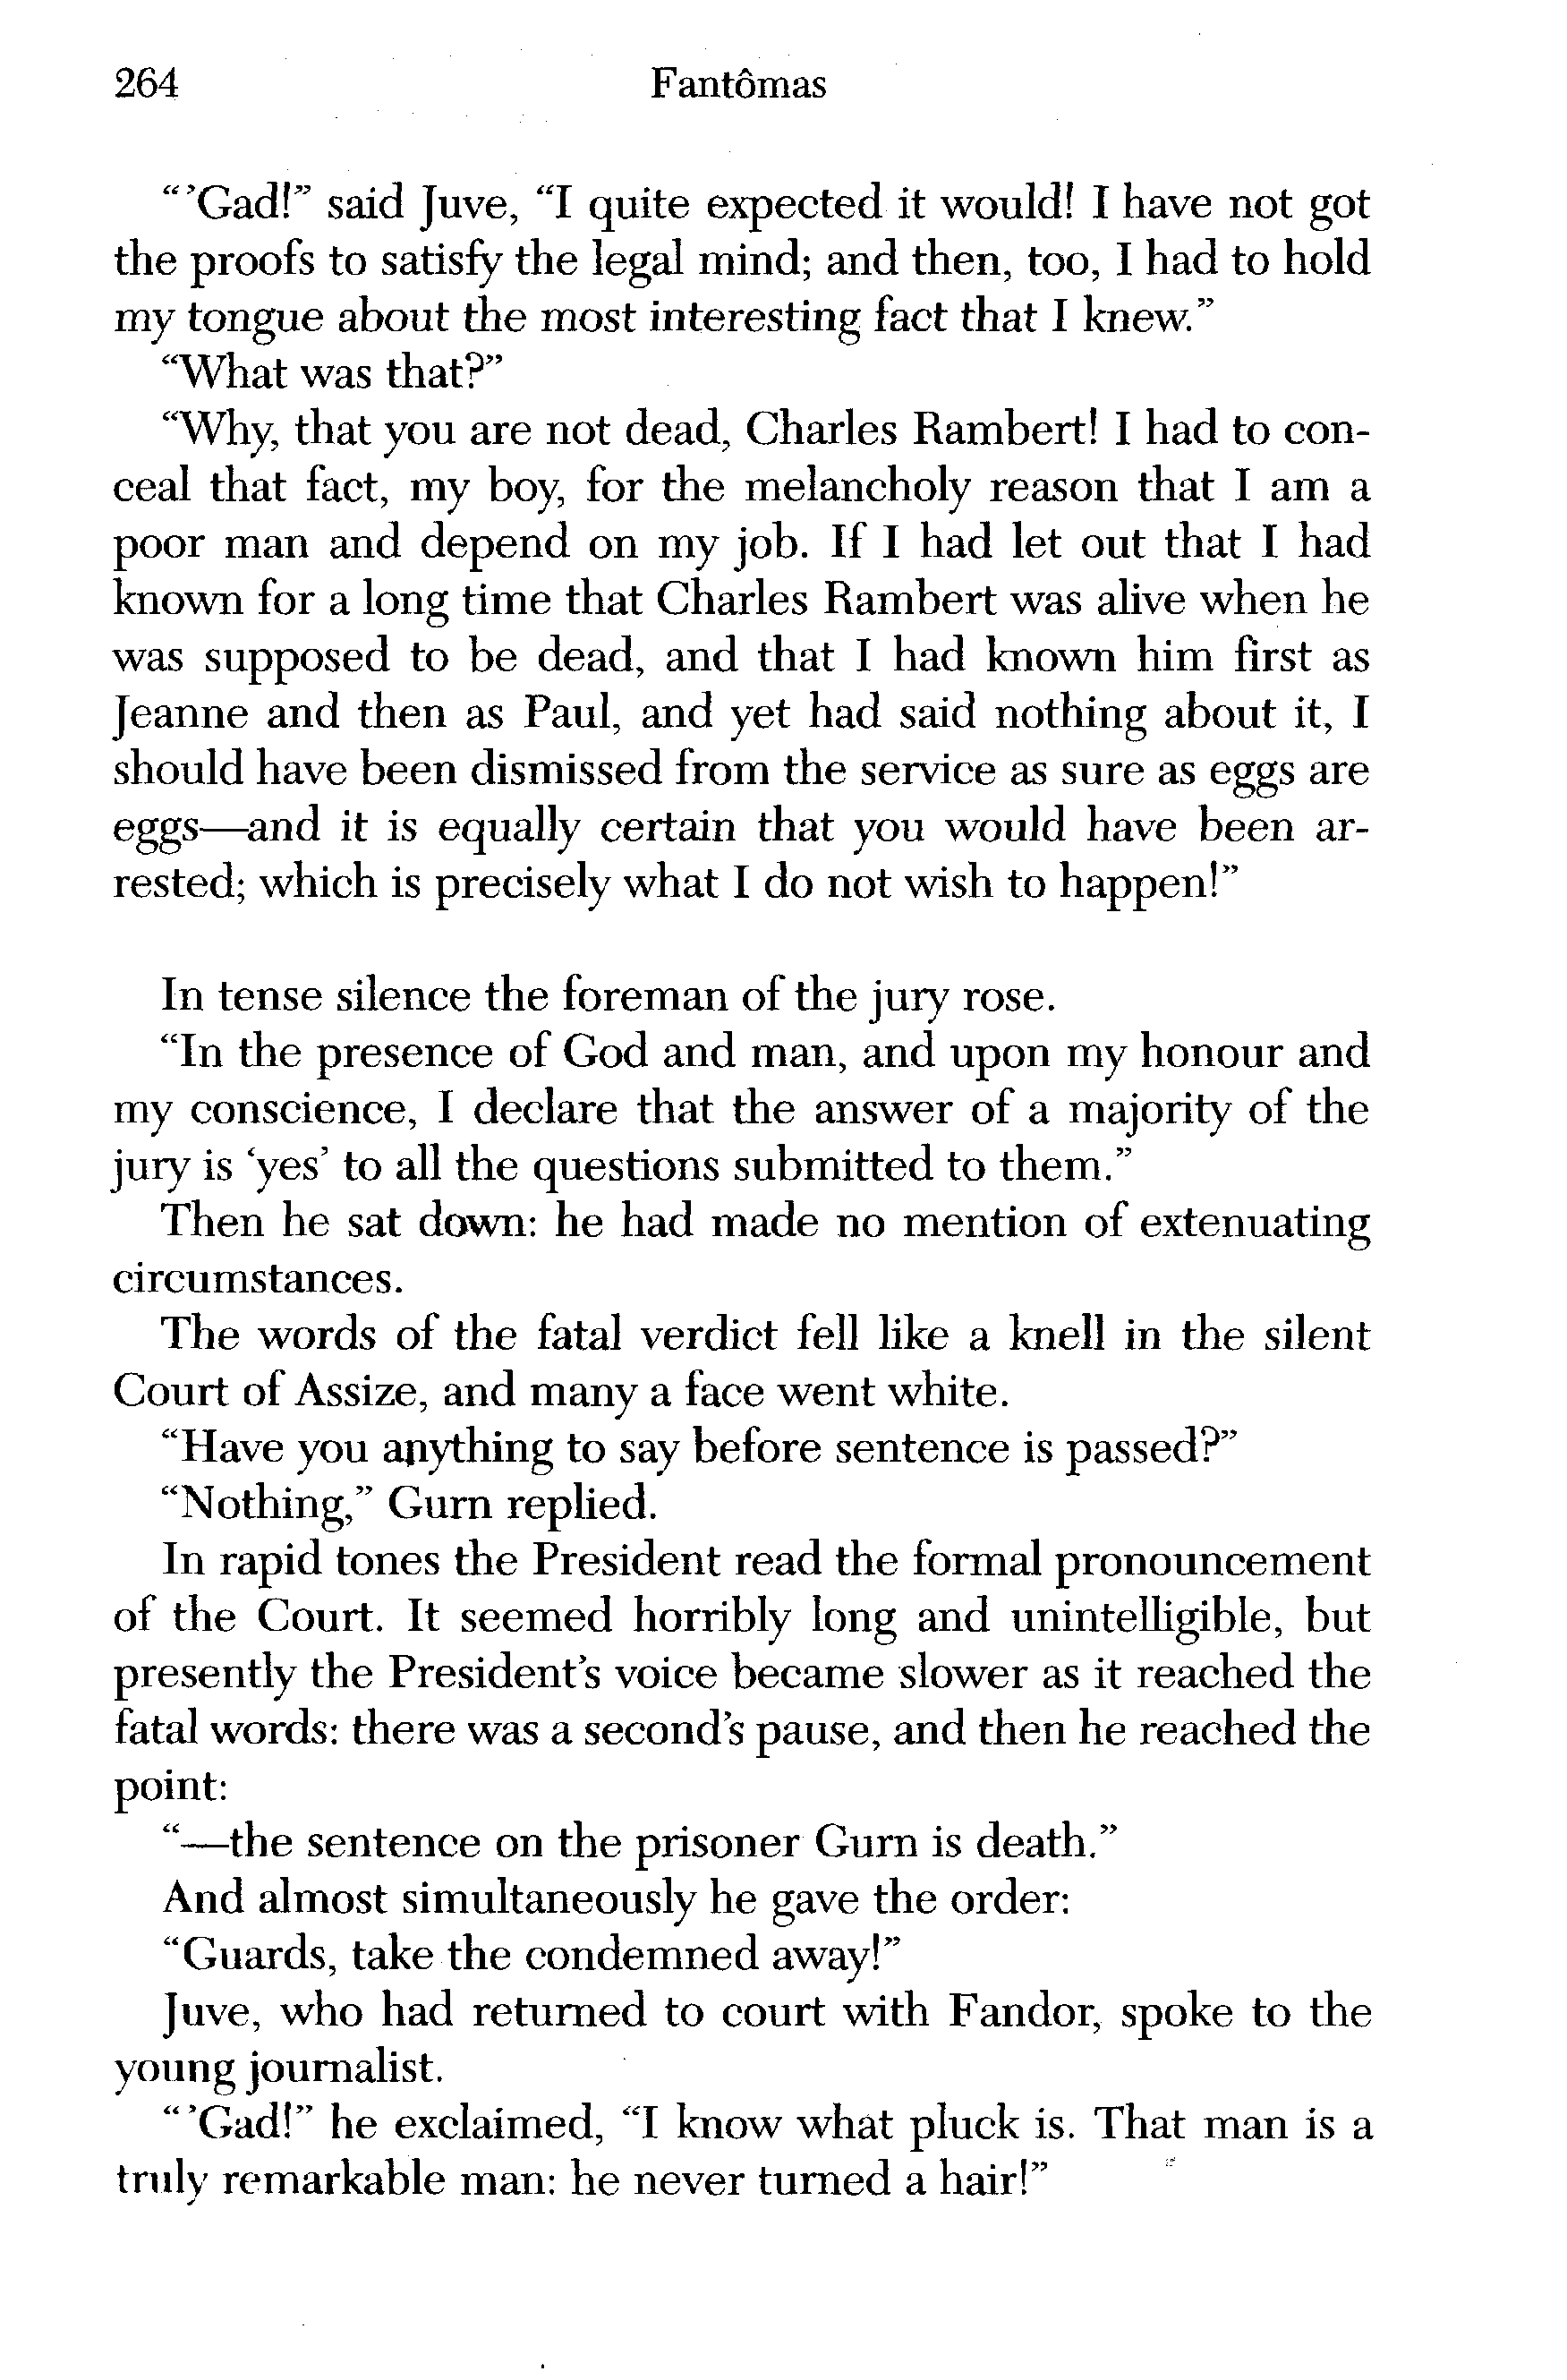 264 Fantômas
“ ’Gad!” said Juve, “I quite expected it would! I have not got
the proofs to satisfy the legal mind; and then, too, I had to hold
my tongue about the most interesting fact that I knew.”
“What was that?”
“Why, that you are not dead, Charles Rambert! I had to con-
ceal that fact, my boy, for the melancholy reason that I am a
poor man and depend on my job. If I had let out that I had
known for a long time that Charles Rambert was alive when he
was supposed to be dead, and that I had known him first as
Jeanne and then as Paul, and yet had said nothing about it, I
should have been dismissed from the service as sure as eggs are
eggs—and it is equally certain that you would have been ar-
rested; which is precisely what I do not wish to happen!”
In tense silence the foreman of the jury rose.
“In the presence of God and man, and upon my honour and
my conscience, I declare that the answer of a majority of the
jury is ‘yes’ to all the questions submitted to them.”
Then he sat down: he had made no mention of extenuating
circumstances.
The words of the fatal verdict fell like a knell in the silent
Court of Assize, and many a face went white.
“Have you anything to say before sentence is passed?”
“Nothing,” Gurn replied.
In rapid tones the President read the formal pronouncement
of the Court. It seemed horribly long and unintelligible, but
presently the President’s voice became slower as it reached the
fatal words: there was a second’s pause, and then he reached the
point:
“—the sentence on the prisoner Gurn is death.”
And almost simultaneously he gave the order:
“Guards, take the condemned away!”
Juve, who had returned to court with Fandor, spoke to the
young journalist.
“ ’Gad!” he exclaimed, “I know what pluck is. That man is a
truly remarkable man: he never turned a hair!”